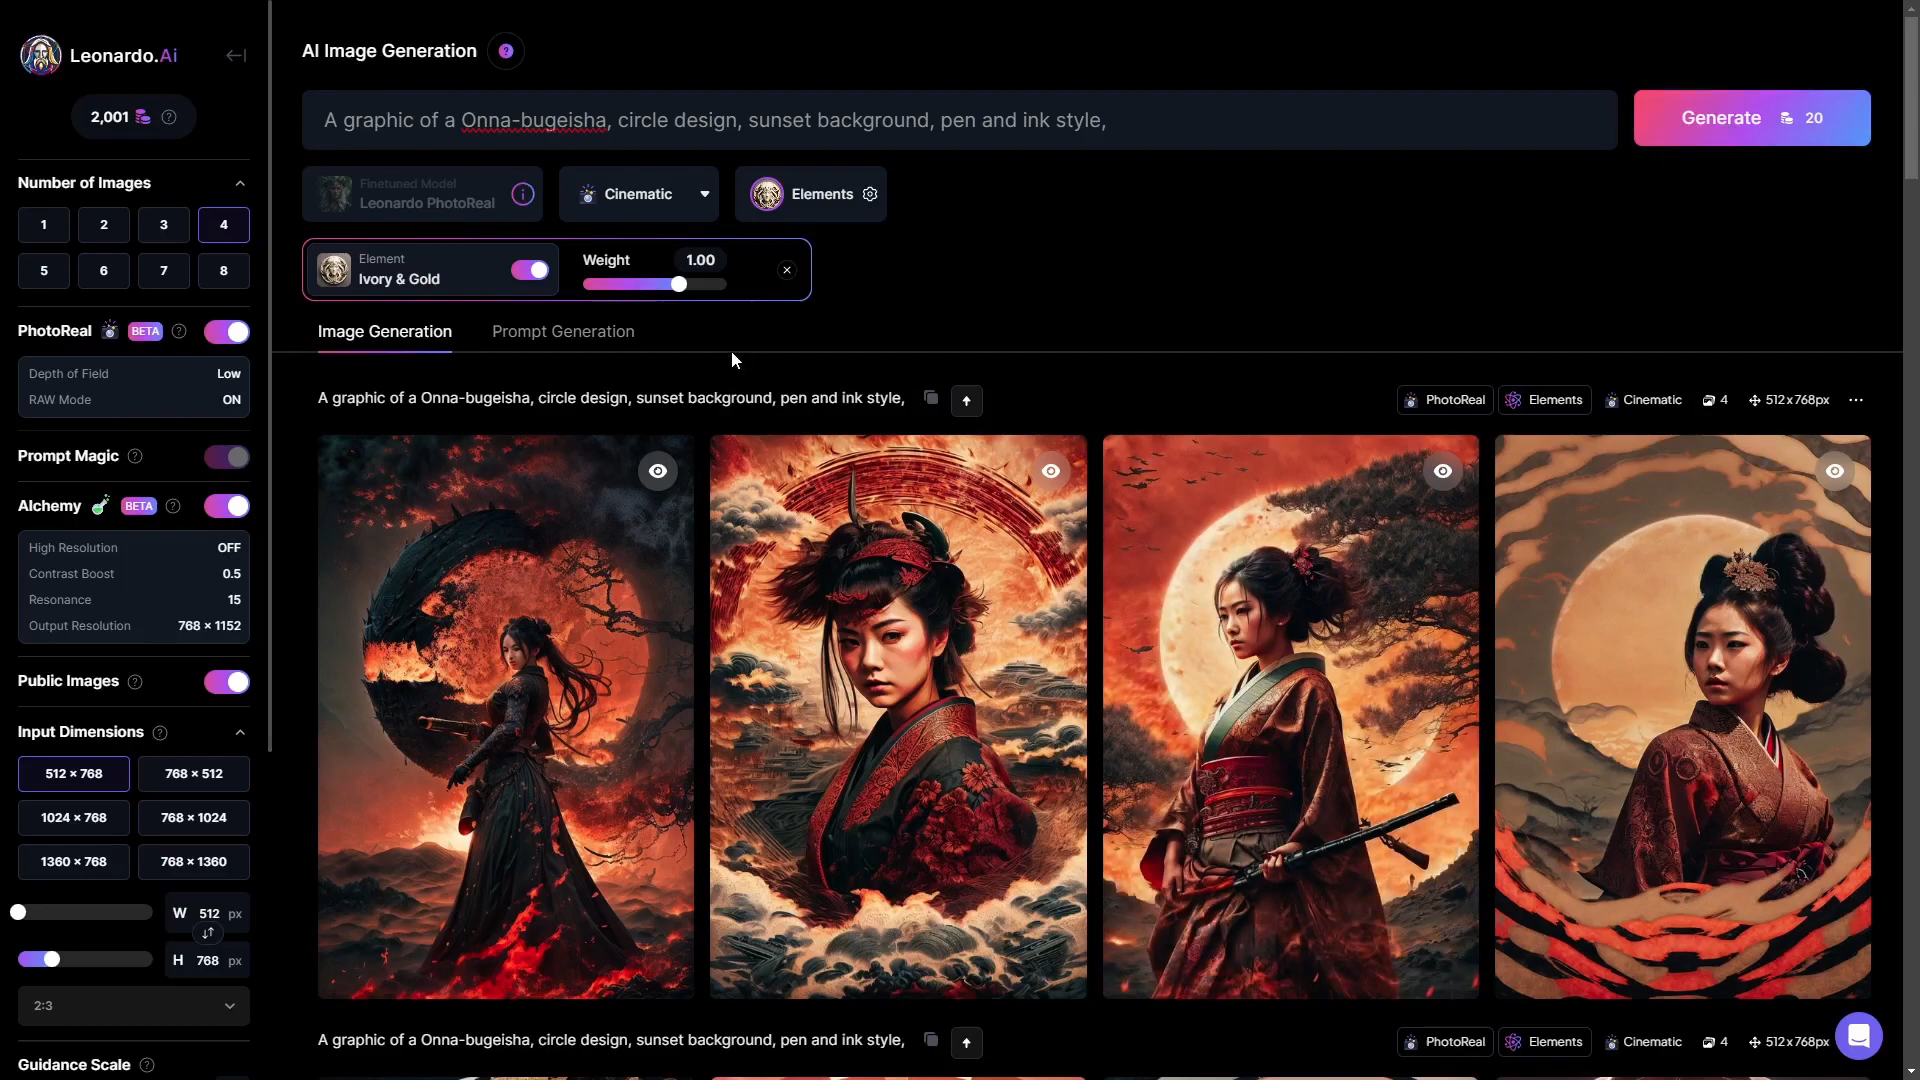 Leonardo.Ai
2,001
Number of Images
1 2 3 4
5 6 7 8
PhotoReal BETA
Depth of Field Low
RAW Mode ON
Prompt Magic
Alchemy BETA
High Resolution OFF
Contrast Boost 0.5
Resonance 15
Output Resolution 768 × 1152
Public Images
Input Dimensions
512 × 768 768 × 512
1024 × 768 768 × 1024
1360 × 768 768 × 1360
W 512 px
H 768 px
2:3
Guidance Scale
AI Image Generation
A graphic of a Onna-bugeisha, circle design, sunset background, pen and ink style,
Generate 20
Finetuned Model
Leonardo PhotoReal
Cinematic
Elements
Element
Ivory & Gold
Weight 1.00
Image Generation Prompt Generation
A graphic of a Onna-bugeisha, circle design, sunset background, pen and ink style,
PhotoReal Elements Cinematic 4 512x768px
A graphic of a Onna-bugeisha, circle design, sunset background, pen and ink style,
PhotoReal Elements Cinematic 4 512x768px